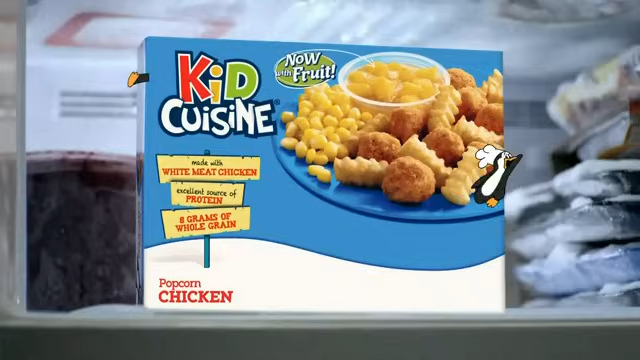 KiD
CUiSiNE®
NOW
with Fruit!
made with
WHITE MEAT CHICKEN
excellent source of
PROTEIN
8 GRAMS OF
WHOLE GRAIN
Popcorn
CHICKEN